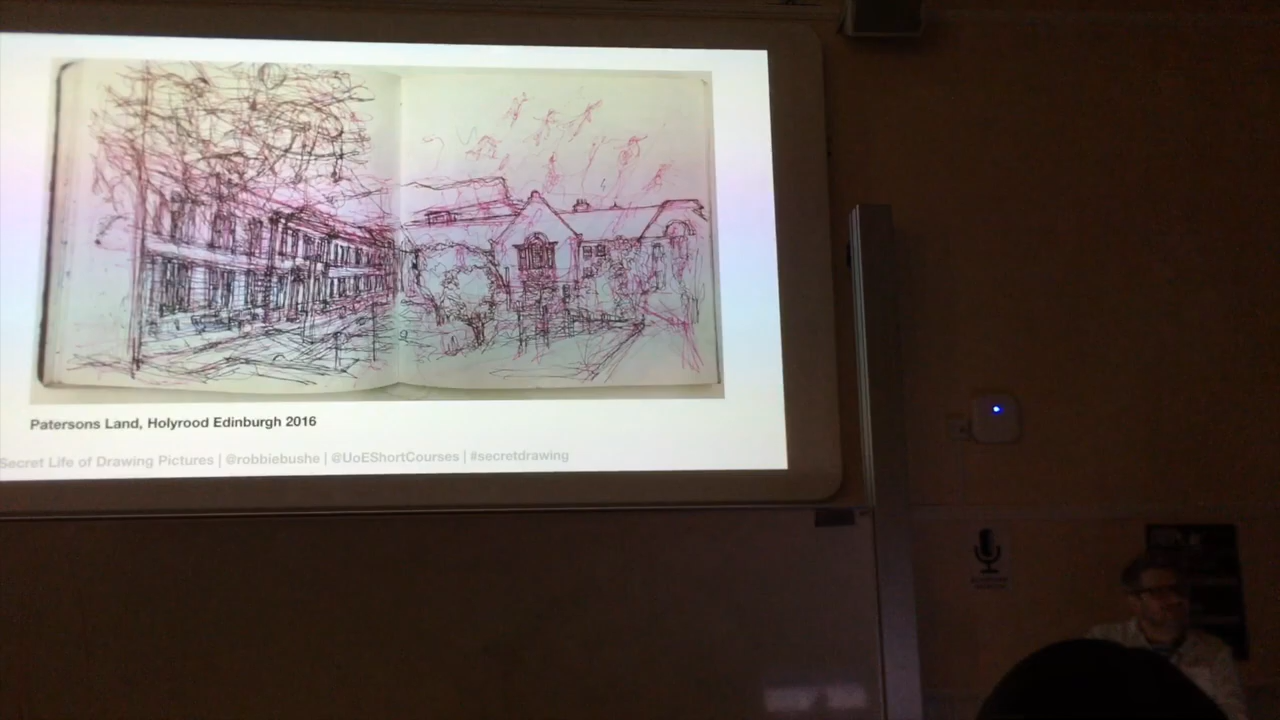 Patersons Land, Holyrood Edinburgh 2016
Secret Life of Drawing Pictures | @robbiebushe | @UoEShortCourses | #secretdrawing